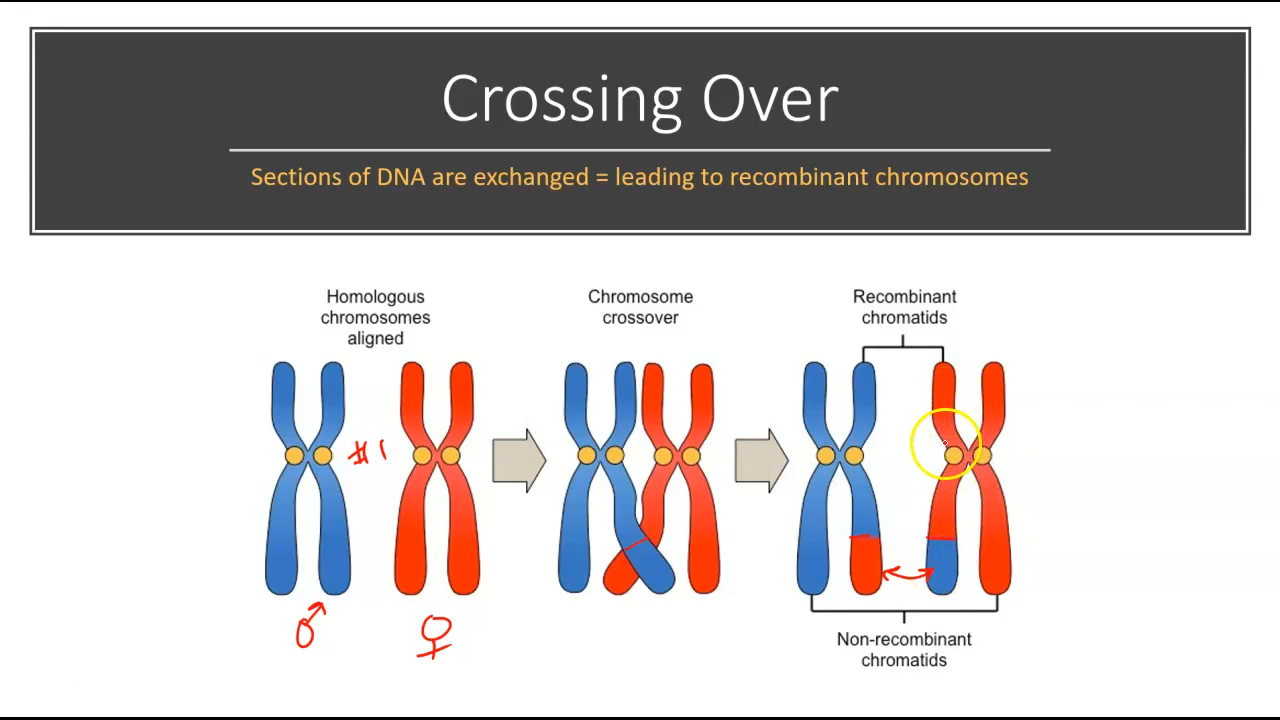 Crossing Over
Sections of DNA are exchanged = leading to recombinant chromosomes
Homologous
chromosomes
aligned
Chromosome
crossover
Recombinant
chromatids
#1
♂
♀
Non-recombinant
chromatids